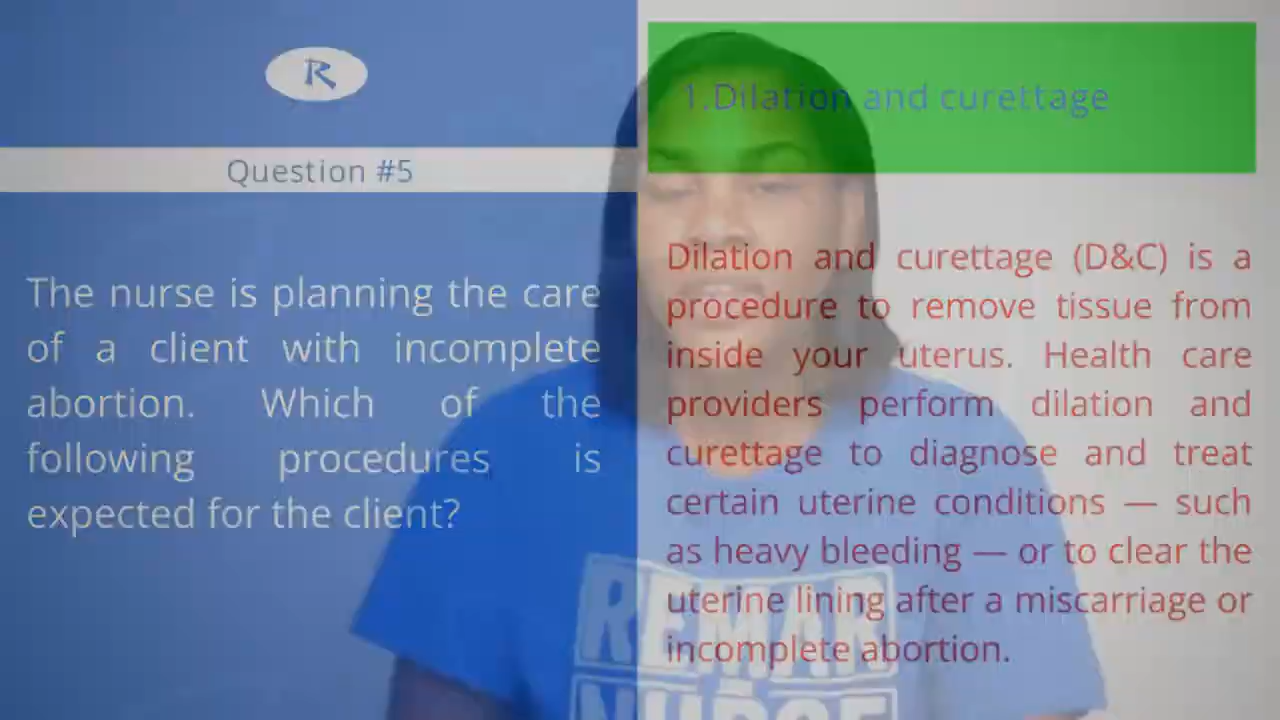 R
Question #5
The nurse is planning the care
of a client with incomplete
abortion. Which of the
following procedures is
expected for the client?
1.Dilation and curettage
Dilation and curettage (D&C) is a
procedure to remove tissue from
inside your uterus. Health care
providers perform dilation and
curettage to diagnose and treat
certain uterine conditions — such
as heavy bleeding — or to clear the
uterine lining after a miscarriage or
incomplete abortion.
REMAR
NURSE